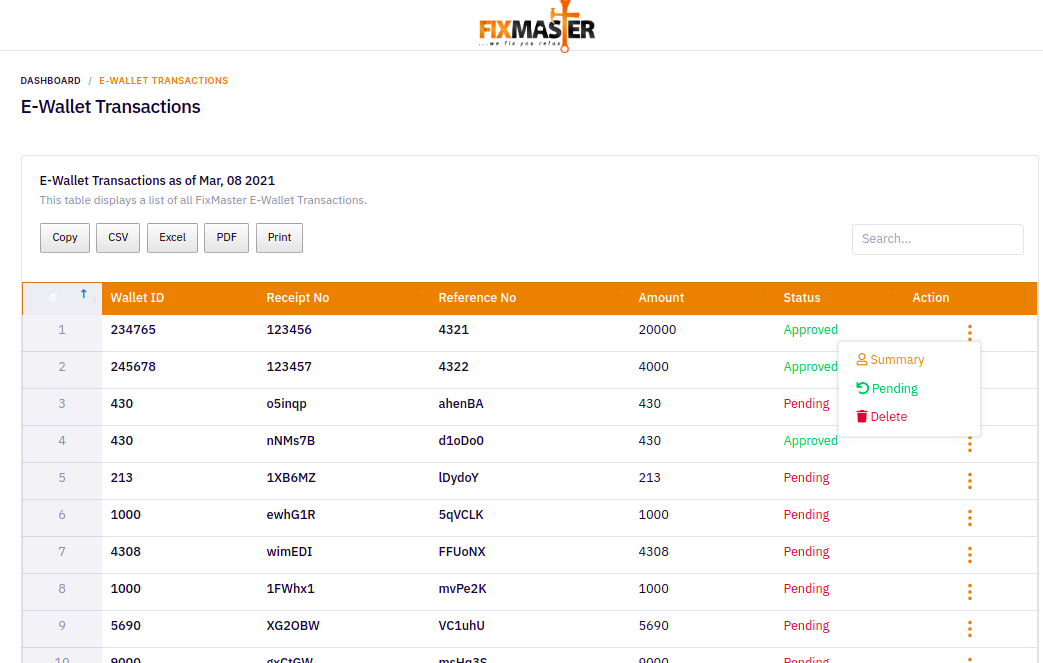 FIXMASTER
...we fix you relax
DASHBOARD / E-WALLET TRANSACTIONS
E-Wallet Transactions
E-Wallet Transactions as of Mar, 08 2021
This table displays a list of all FixMaster E-Wallet Transactions.
Copy CSV Excel PDF Print
Search...
# Wallet ID Receipt No Reference No Amount Status Action
1 234765 123456 4321 20000 Approved
2 245678 123457 4322 4000 Approved
3 430 o5inqp ahenBA 430 Pending
4 430 nNMs7B d1oDo0 430 Approved
Summary
Pending
Delete
5 213 1XB6MZ lDydoY 213 Pending
6 1000 ewhG1R 5qVCLK 1000 Pending
7 4308 wimEDI FFUoNX 4308 Pending
8 1000 1FWhx1 mvPe2K 1000 Pending
9 5690 XG2OBW VC1uhU 5690 Pending
10 9000 gxCtGW msHq3S 9000 Pending